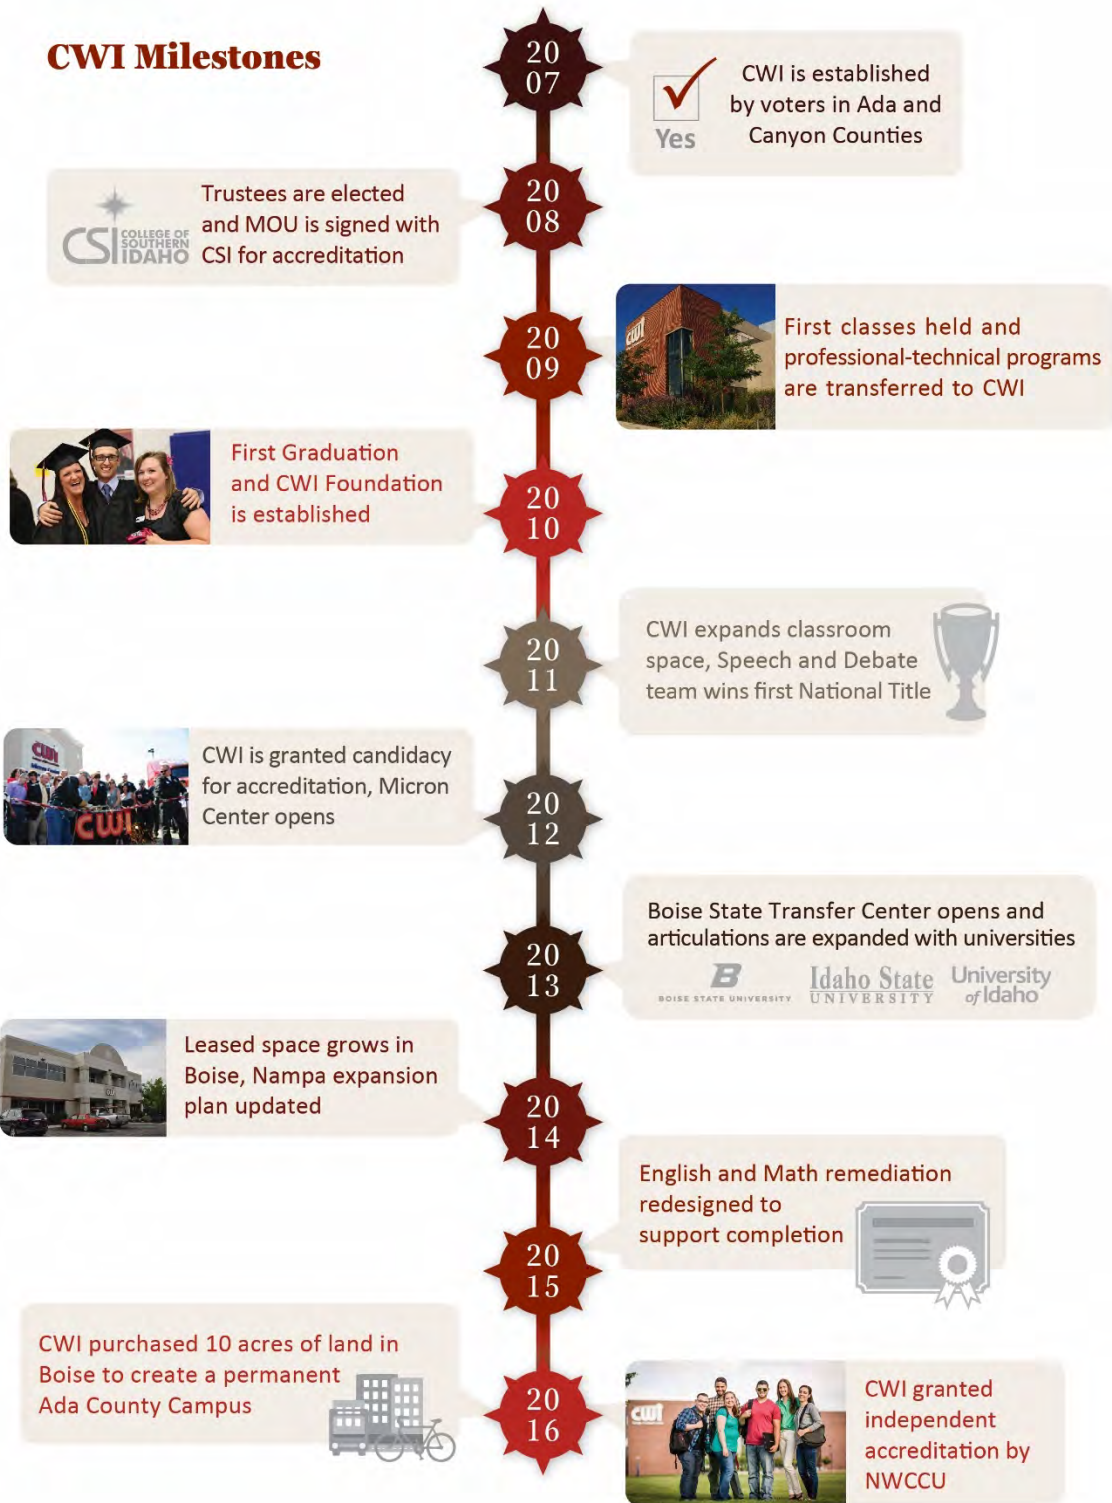 CWI Milestones
20
07
Yes
CWI is established
by voters in Ada and
Canyon Counties
20
08
CSI
COLLEGE OF
SOUTHERN
IDAHO
Trustees are elected
and MOU is signed with
CSI for accreditation
20
09
cwi
First classes held and
professional-technical programs
are transferred to CWI
20
10
First Graduation
and CWI Foundation
is established
20
11
CWI expands classroom
space, Speech and Debate
team wins first National Title
20
12
cwi
Micron Center
cwi
CWI is granted candidacy
for accreditation, Micron
Center opens
20
13
Boise State Transfer Center opens and
articulations are expanded with universities
B
BOISE STATE UNIVERSITY
Idaho State
UNIVERSITY
University
of Idaho
20
14
Leased space grows in
Boise, Nampa expansion
plan updated
20
15
English and Math remediation
redesigned to
support completion
20
16
CWI purchased 10 acres of land in
Boise to create a permanent
Ada County Campus
cwi
CWI granted
independent
accreditation by
NWCCU